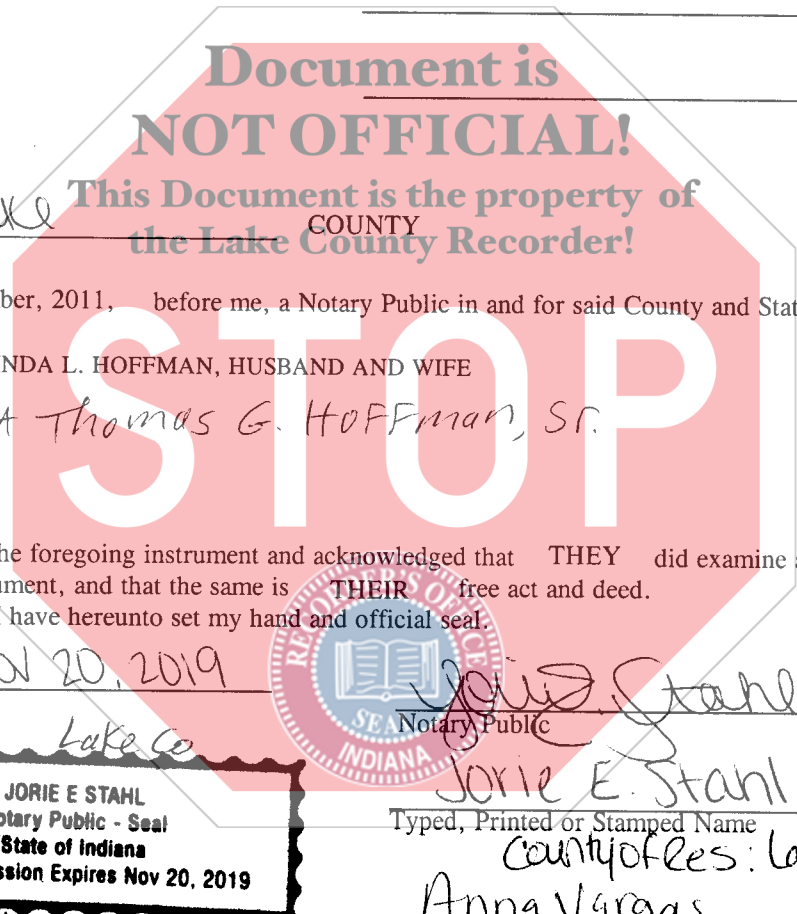 Document is
NOT OFFICIAL!
This Document is the property of
the Lake County Recorder!
COUNTY
ber, 2011, before me, a Notary Public in and for said County and Stat
NDA L. HOFFMAN, HUSBAND AND WIFE
A Thomas G. HOFFman, Sr.
STOP
he foregoing instrument and acknowledged that THEY did examine a
ument, and that the same is THEIR free act and deed.
I have hereunto set my hand and official seal.
RECORDER'S OFFICE
SEAL
INDIANA
OV 20, 2019
Jorie E. Stahl
Notary Public
Lake Co
Jorie E. Stahl
Typed, Printed or Stamped Name
JORIE E STAHL
otary Public - Seal
State of Indiana
ssion Expires Nov 20, 2019
County of Res: La
Anna Vargas